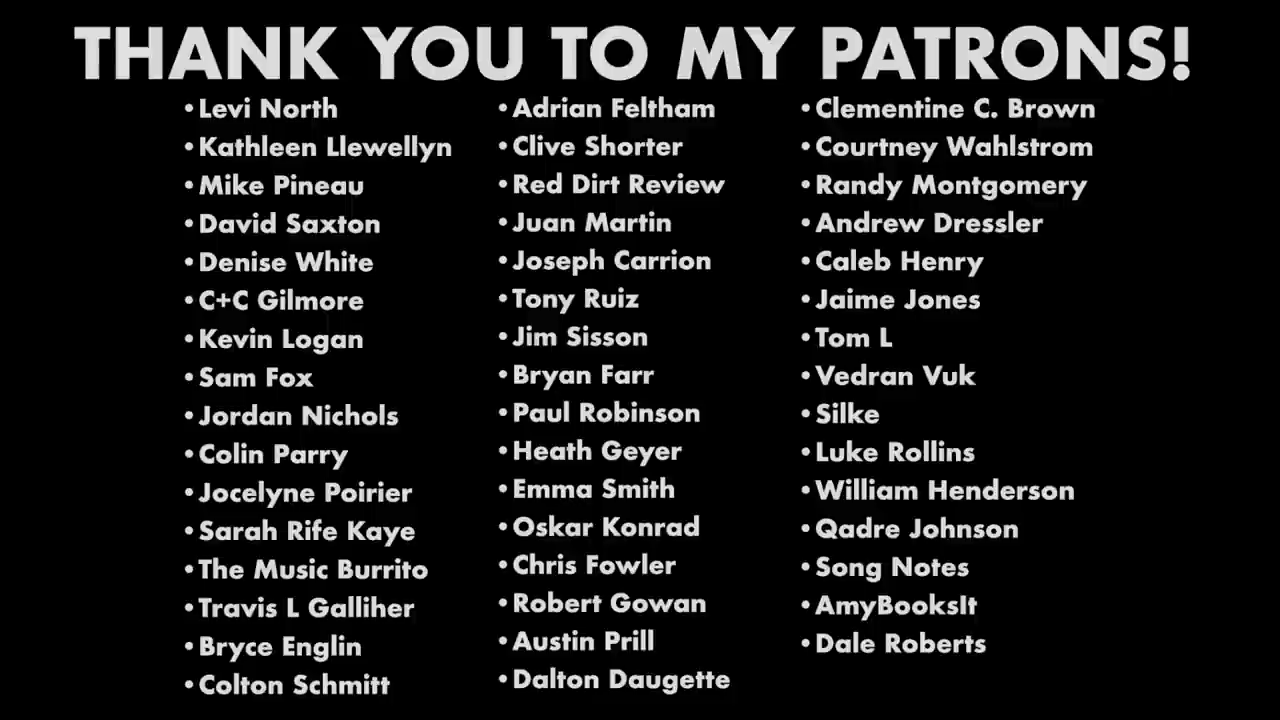 THANK YOU TO MY PATRONS!
• Levi North
• Kathleen Llewellyn
• Mike Pineau
• David Saxton
• Denise White
• C+C Gilmore
• Kevin Logan
• Sam Fox
• Jordan Nichols
• Colin Parry
• Jocelyne Poirier
• Sarah Rife Kaye
• The Music Burrito
• Travis L Galliher
• Bryce Englin
• Colton Schmitt
• Adrian Feltham
• Clive Shorter
• Red Dirt Review
• Juan Martin
• Joseph Carrion
• Tony Ruiz
• Jim Sisson
• Bryan Farr
• Paul Robinson
• Heath Geyer
• Emma Smith
• Oskar Konrad
• Chris Fowler
• Robert Gowan
• Austin Prill
• Dalton Daugette
• Clementine C. Brown
• Courtney Wahlstrom
• Randy Montgomery
• Andrew Dressler
• Caleb Henry
• Jaime Jones
• Tom L
• Vedran Vuk
• Silke
• Luke Rollins
• William Henderson
• Qadre Johnson
• Song Notes
• AmyBooksIt
• Dale Roberts